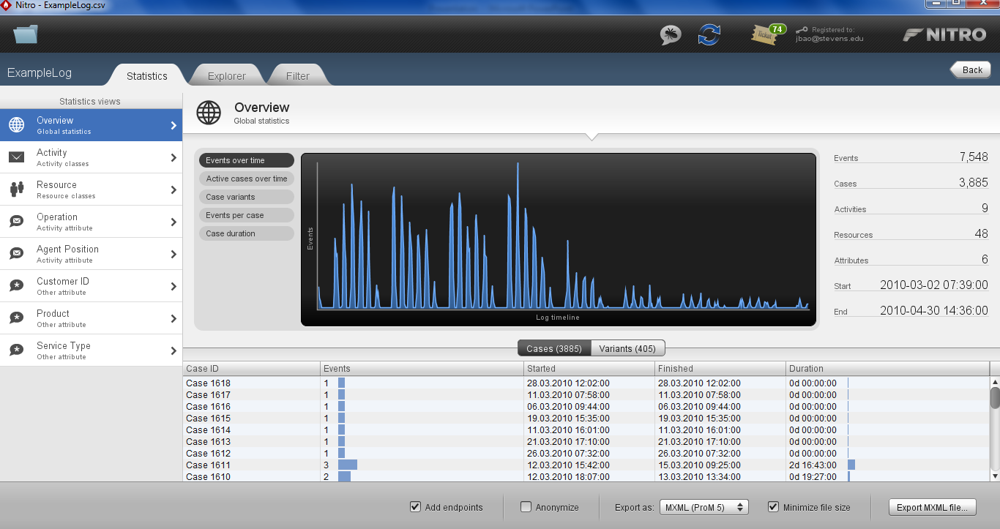 Nitro - ExampleLog.csv
Ticket 74
Registered to:
jbao@stevens.edu
NITRO
ExampleLog
Statistics
Explorer
Filter
Back
Statistics views
Overview
Global statistics
Activity
Activity classes
Resource
Resource classes
Operation
Activity attribute
Agent Position
Activity attribute
Customer ID
Other attribute
Product
Other attribute
Service Type
Other attribute
Overview
Global statistics
Events over time
Active cases over time
Case variants
Events per case
Case duration
Events
Log timeline
Events 7,548
Cases 3,885
Activities 9
Resources 48
Attributes 6
Start 2010-03-02 07:39:00
End 2010-04-30 14:36:00
Cases (3885) Variants (405)
Case ID Events Started Finished Duration
Case 1618 1 28.03.2010 12:02:00 28.03.2010 12:02:00 0d 00:00:00
Case 1617 1 11.03.2010 07:58:00 11.03.2010 07:58:00 0d 00:00:00
Case 1616 1 06.03.2010 09:44:00 06.03.2010 09:44:00 0d 00:00:00
Case 1615 1 19.03.2010 15:35:00 19.03.2010 15:35:00 0d 00:00:00
Case 1614 1 11.03.2010 16:01:00 11.03.2010 16:01:00 0d 00:00:00
Case 1613 1 21.03.2010 17:10:00 21.03.2010 17:10:00 0d 00:00:00
Case 1612 1 26.03.2010 07:32:00 26.03.2010 07:32:00 0d 00:00:00
Case 1611 3 12.03.2010 15:42:00 15.03.2010 09:25:00 2d 16:43:00
Case 1610 2 12.03.2010 18:07:00 13.03.2010 13:34:00 0d 19:27:00
Add endpoints
Anonymize
Export as: MXML (ProM 5)
Minimize file size
Export MXML file...